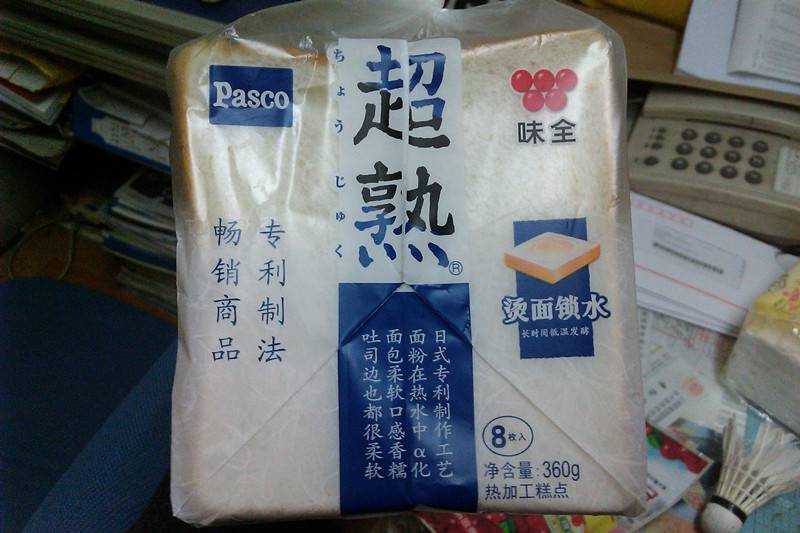 Pasco
超熟
ちょうじゅく
®
味全
专利制法
畅销商品
烫面锁水
长时间低温发酵
日式专利制作工艺
面粉在热水中α化
面包柔软口感香糯
吐司边也都很柔软
8枚入
净含量:360g
热加工糕点